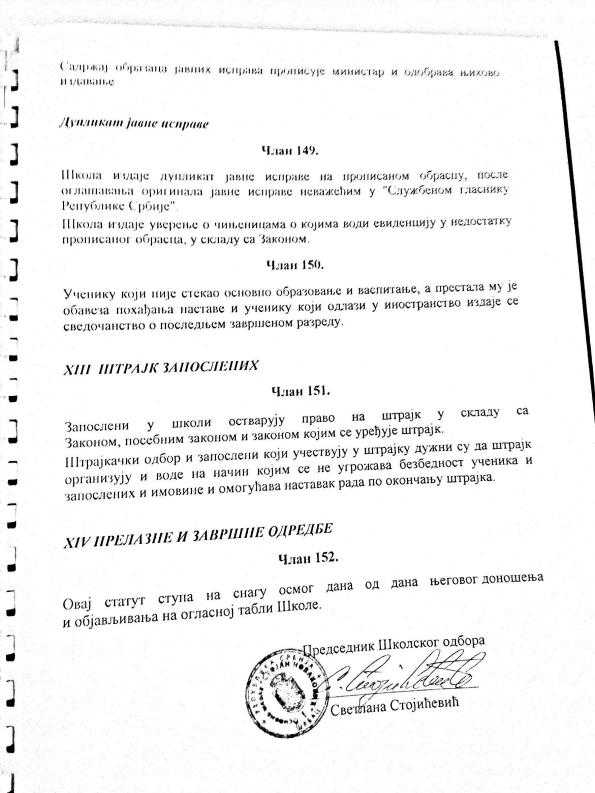 Садржај образаца јавних исправа прописује министар и одобрава њихово
издавање
Дупликат јавне исправе
Члан 149.
Школа издаје дупликат јавне исправе на прописаном обрасцу, после
оглашавања оригинала јавне исправе неважећим у "Службеном гласнику
Републике Србије".
Школа издаје уверење о чињеницама о којима води евиденцију у недостатку
прописаног обрасца, у складу са Законом.
Члан 150.
Ученику који није стекао основно образовање и васпитање, а престала му је
обавеза похађања наставе и ученику који одлази у иностранство издаје се
сведочанство о последњем завршеном разреду.
XIII ШТРАЈК ЗАПОСЛЕНИХ
Члан 151.
Запослени у школи остварују право на штрајк у складу са
Законом, посебним законом и законом којим се уређује штрајк.
Штрајкачки одбор и запослени који учествују у штрајку дужни су да штрајк
организују и воде на начин којим се не угрожава безбедност ученика и
запослених и имовине и омогућава наставак рада по окончању штрајка.
XIV ПРЕЛАЗНЕ И ЗАВРШНЕ ОДРЕДБЕ
Члан 152.
Овај статут ступа на снагу осмог дана од дана његовог доношења
и објављивања на огласној табли Школе.
Председник Школског одбора
РЕПУБЛИКА СРБИЈА
СТОЈАН НОВАКОВИЋ
С. Стојићевић
Светлана Стојићевић